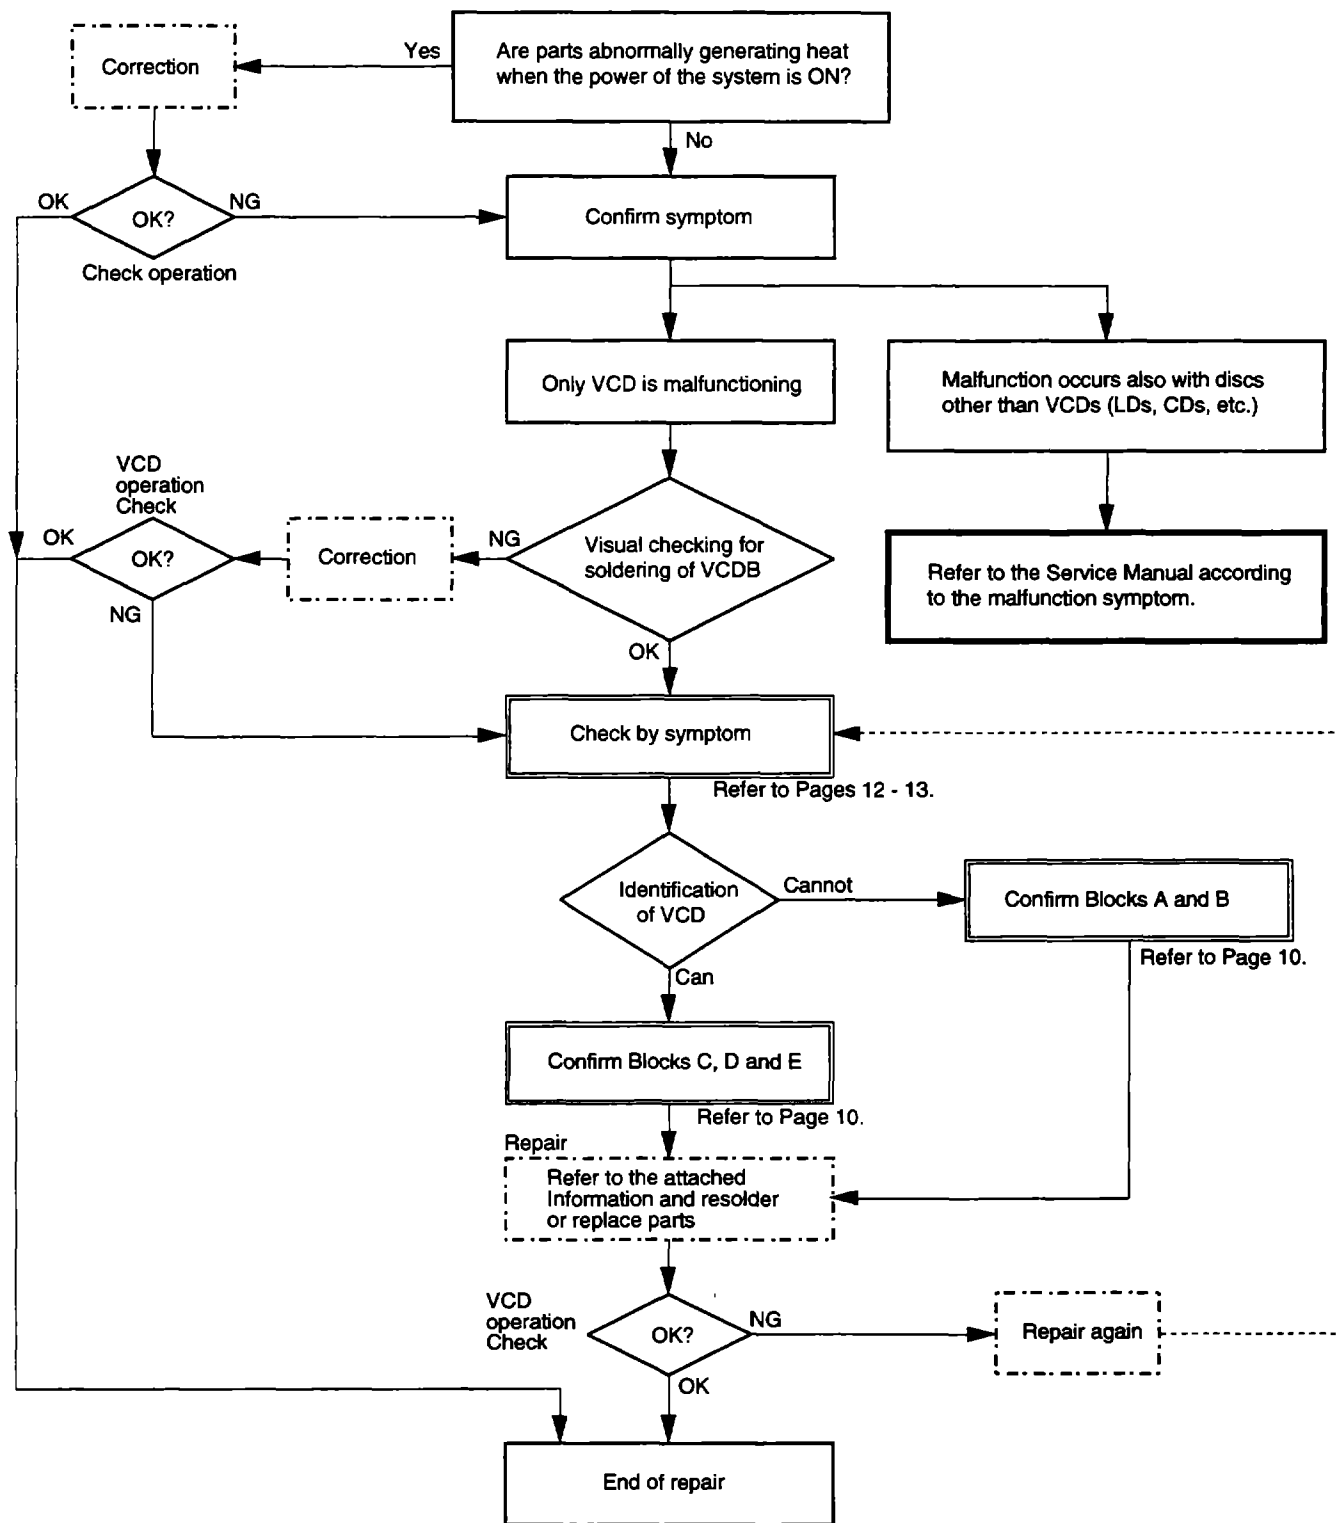 Are parts abnormally generating heat
when the power of the system is ON?
Yes
Correction
No
OK
OK?
NG
Check operation
Confirm symptom
Only VCD is malfunctioning
Malfunction occurs also with discs
other than VCDs (LDs, CDs, etc.)
Refer to the Service Manual according
to the malfunction symptom.
Visual checking for
soldering of VCDB
NG
Correction
VCD
operation
Check
OK
OK?
NG
OK
Check by symptom
Refer to Pages 12 - 13.
Identification
of VCD
Cannot
Confirm Blocks A and B
Refer to Page 10.
Can
Confirm Blocks C, D and E
Refer to Page 10.
Repair
Refer to the attached
Information and resolder
or replace parts
VCD
operation
Check
OK?
NG
Repair again
OK
End of repair